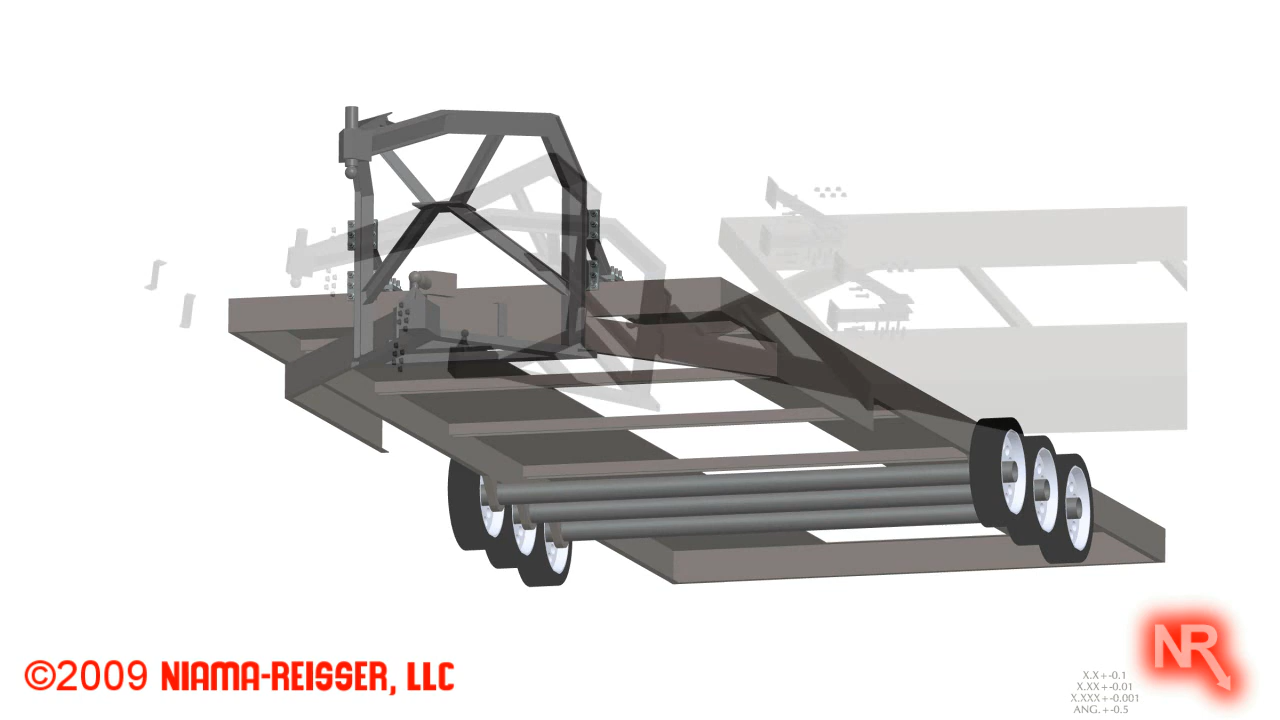 ©2009 NIAMA-REISSER, LLC
NR
X.X+-0.1
X.XX+-0.01
X.XXX+-0.001
ANG.+-0.5